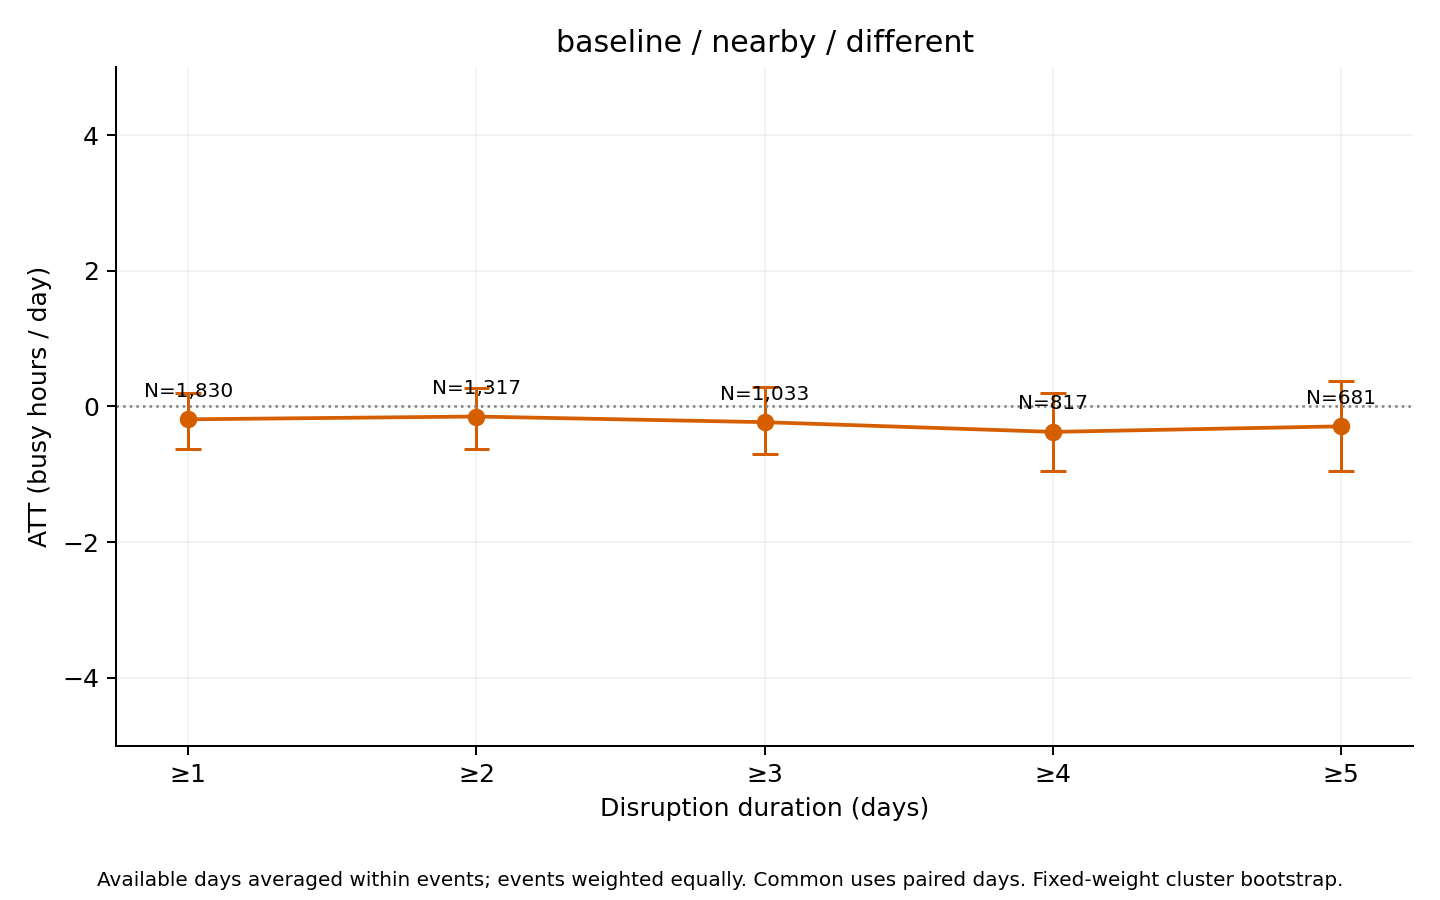 baseline / nearby / different
4
2
0
−2
−4
ATT (busy hours / day)
N=1,830
N=1,317
N=1,033
N=817
N=681
≥1
≥2
≥3
≥4
≥5
Disruption duration (days)
Available days averaged within events; events weighted equally. Common uses paired days. Fixed-weight cluster bootstrap.